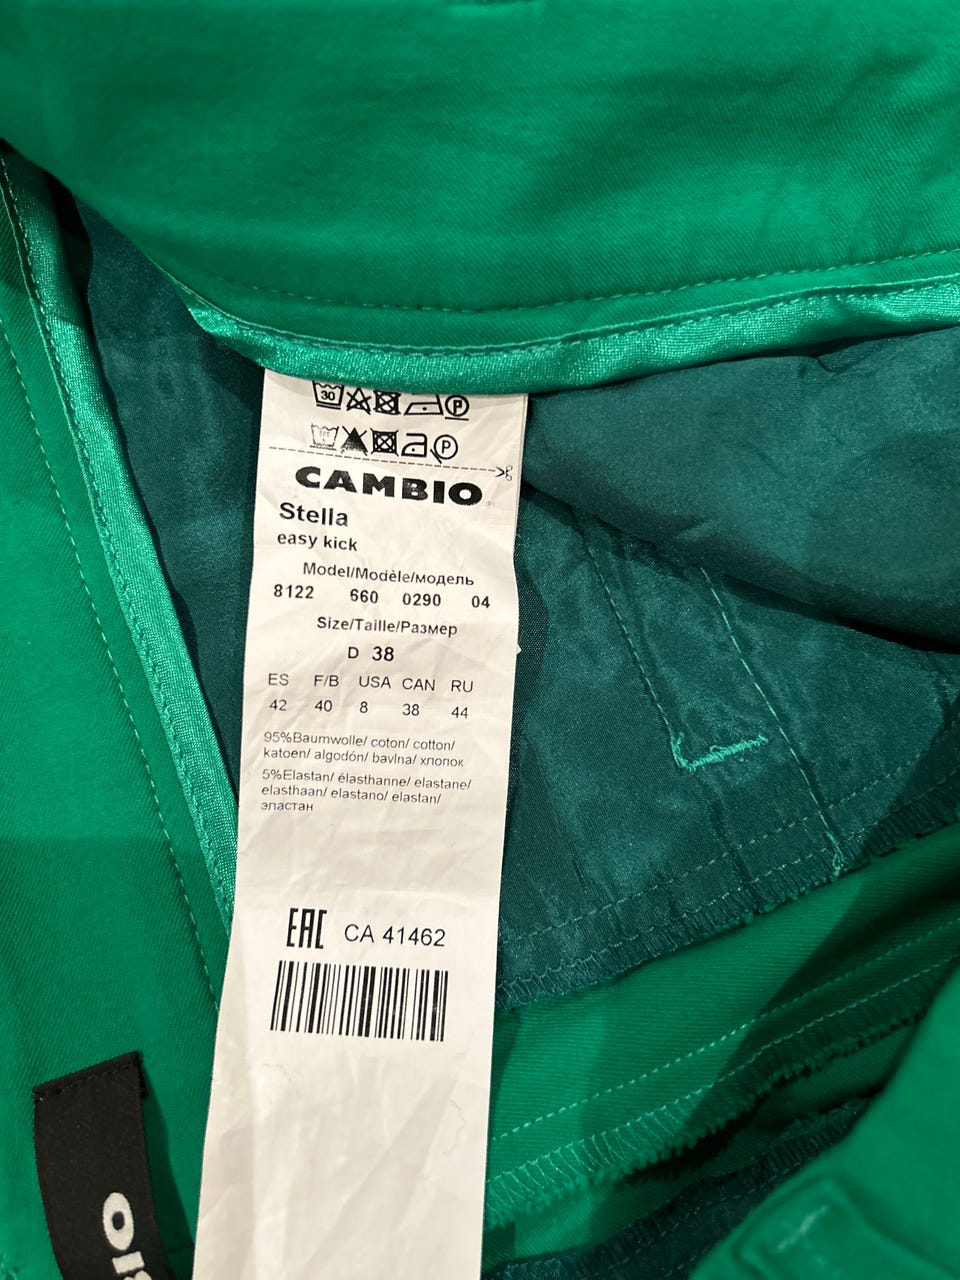 30
P
P
CAMBIO
Stella
easy kick
Model/Modèle/модель
8122 660 0290 04
Size/Taille/Размер
D 38
ES F/B USA CAN RU
42 40 8 38 44
95%Baumwolle/ coton/ cotton/
katoen/ algodón/ bavlna/ хлопок
5%Elastan/ élasthanne/ elastane/
elasthaan/ elastano/ elastan/
эластан
EAC CA 41462
BIO